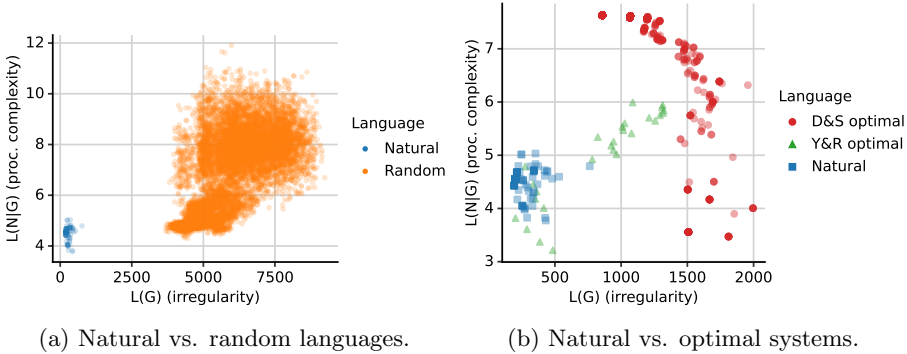 12
10
8
6
4
L(N|G) (proc. complexity)
0
2500
5000
7500
L(G) (irregularity)
Language
Natural
Random
(a) Natural vs. random languages.
7
6
5
4
3
L(N|G) (proc. complexity)
500
1000
1500
2000
L(G) (irregularity)
Language
D&S optimal
Y&R optimal
Natural
(b) Natural vs. optimal systems.